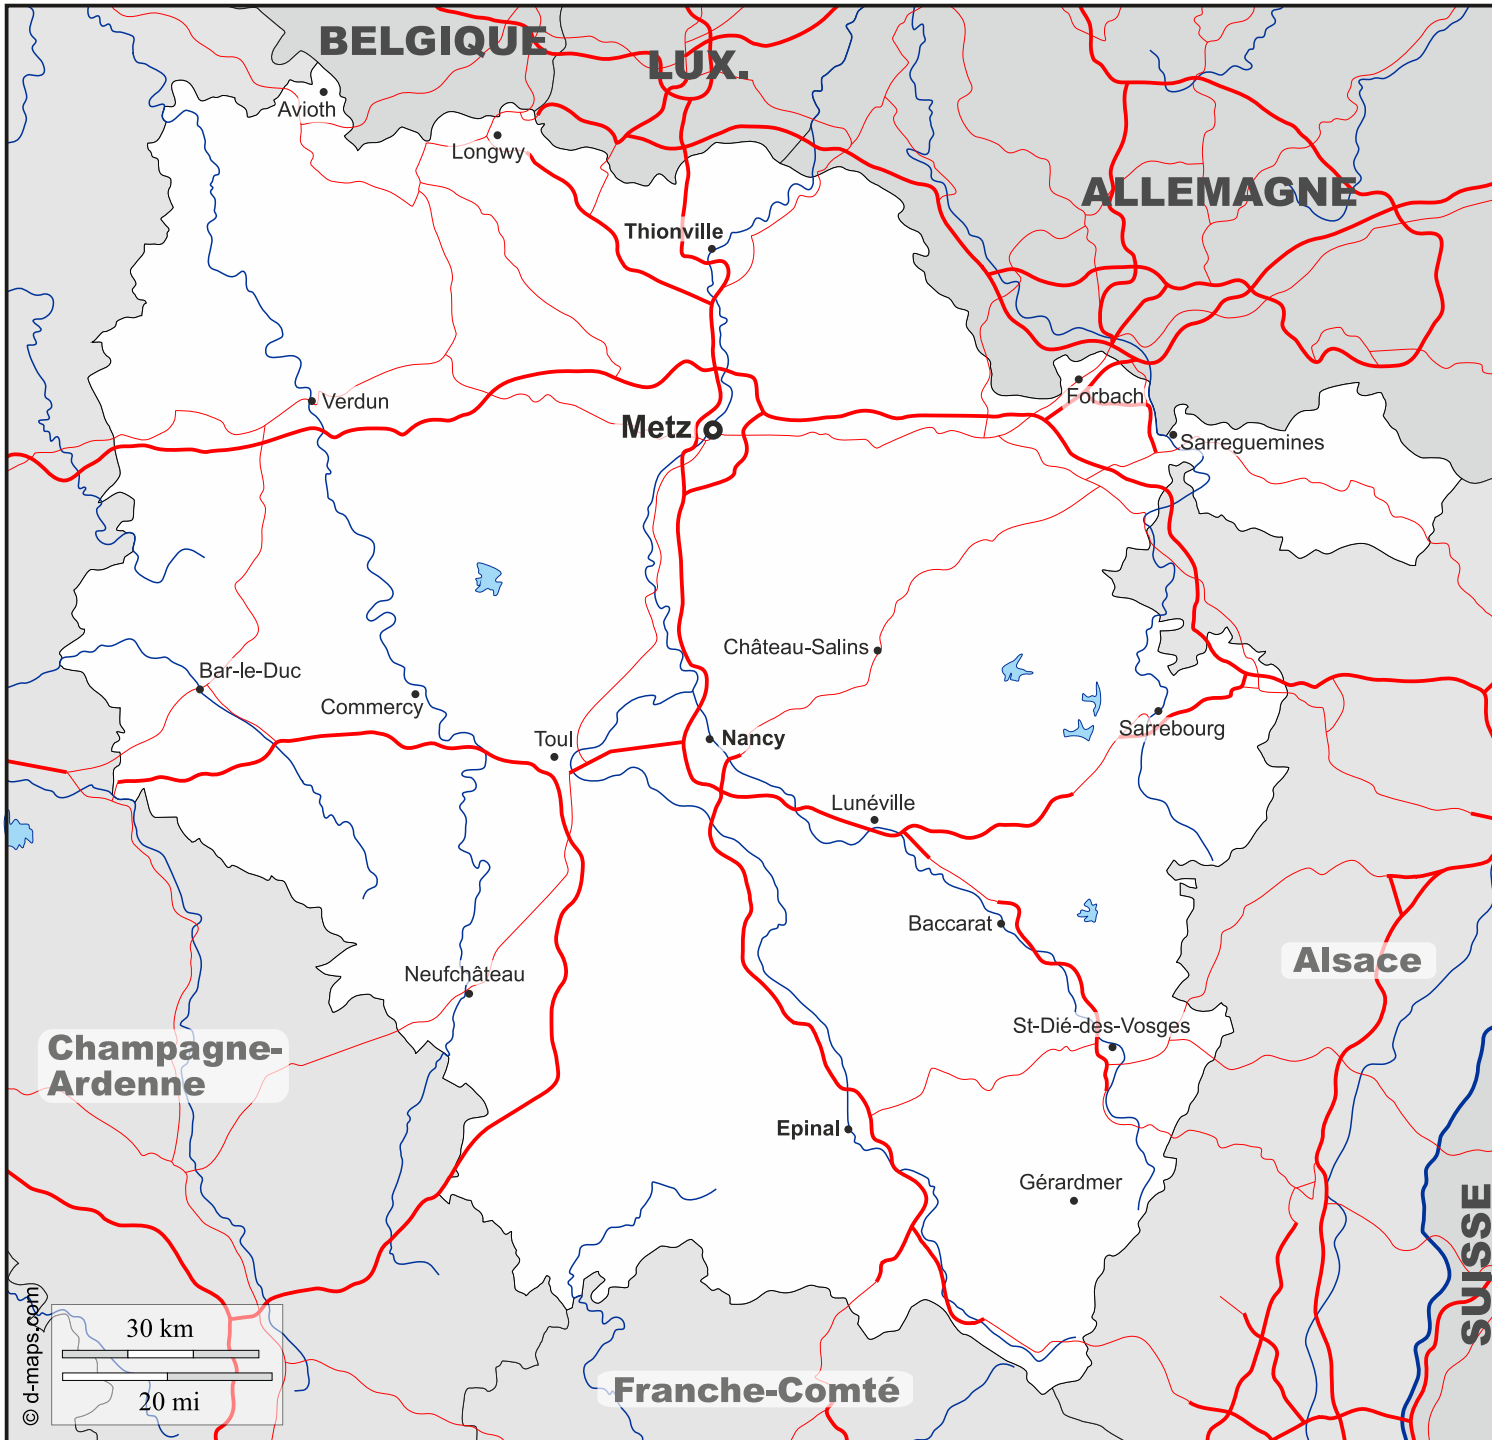 BELGIQUE
LUX.
Avioth
Longwy
ALLEMAGNE
Thionville
Verdun
Forbach
Metz
Sarreguemines
Château-Salins
Bar-le-Duc
Commercy
Toul
Nancy
Sarrebourg
Lunéville
Baccarat
Alsace
Neufchâteau
St-Dié-des-Vosges
Champagne-
Ardenne
Epinal
Gérardmer
SUISSE
© d-maps.com
30 km
20 mi
Franche-Comté